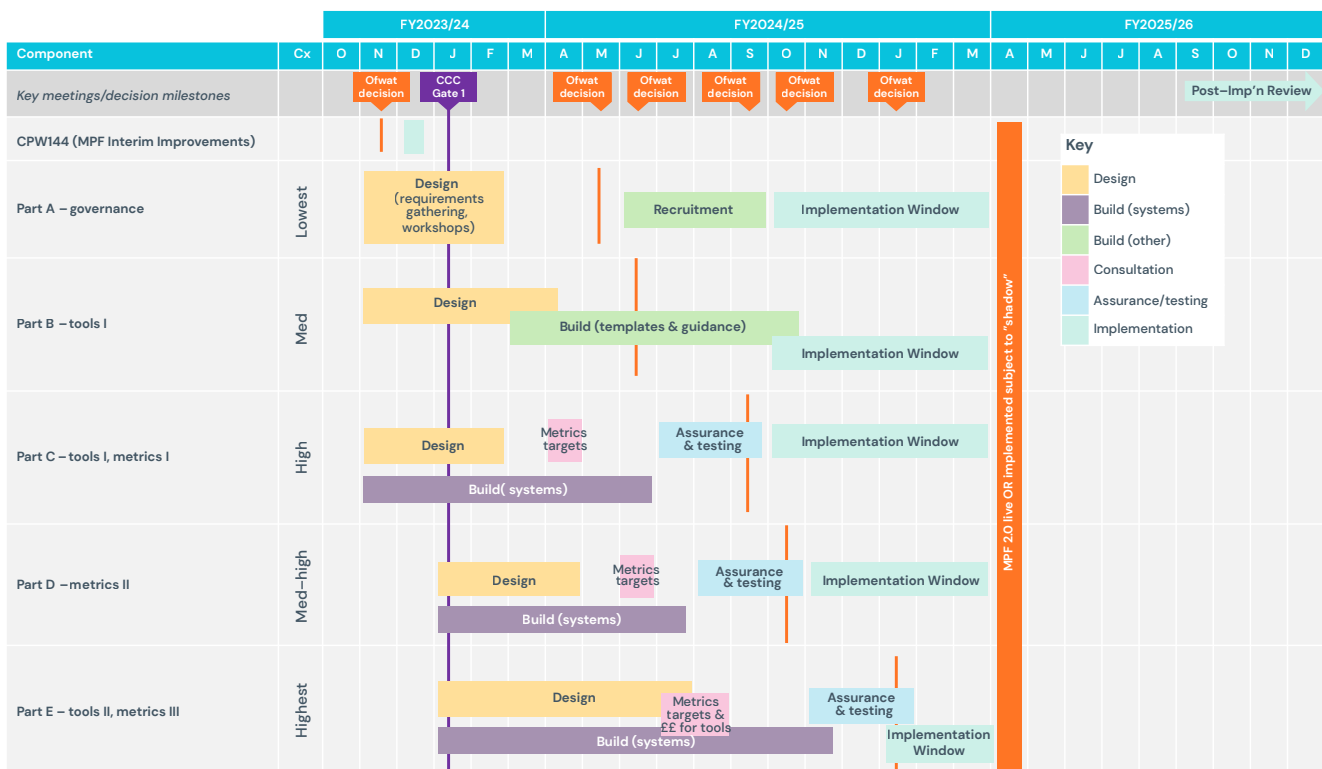 FY2023/24 FY2024/25 FY2025/26
Component Cx O N D J F M A M J J A S O N D J F M A M J J A S O N D
Key meetings/decision milestones
Ofwat
decision
CCC
Gate 1
Ofwat
decision
Ofwat
decision
Ofwat
decision
Ofwat
decision
Ofwat
decision
Post–Imp'n Review
CPW144 (MPF Interim Improvements)
Part A – governance
Lowest
Design
(requirements
gathering,
workshops)
Recruitment
Implementation Window
Part B – tools I
Med
Design
Build (templates & guidance)
Implementation Window
Part C – tools I, metrics I
High
Design
Metrics
targets
Assurance
& testing
Implementation Window
Build( systems)
Part D – metrics II
Med–high
Design
Metrics
targets
Assurance
& testing
Implementation Window
Build (systems)
Part E – tools II, metrics III
Highest
Design
Metrics
targets &
££ for tools
Assurance
& testing
Build (systems)
Implementation
Window
MPF 2.0 live OR implemented subject to "shadow"
Key
Design
Build (systems)
Build (other)
Consultation
Assurance/testing
Implementation